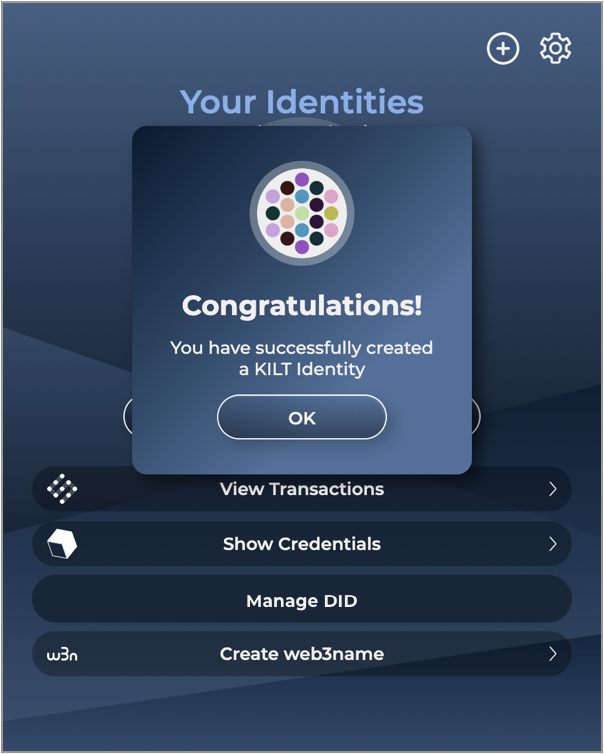 Your Identities
Congratulations!
You have successfully created
a KILT Identity
OK
View Transactions
Show Credentials
Manage DID
w3n
Create web3name